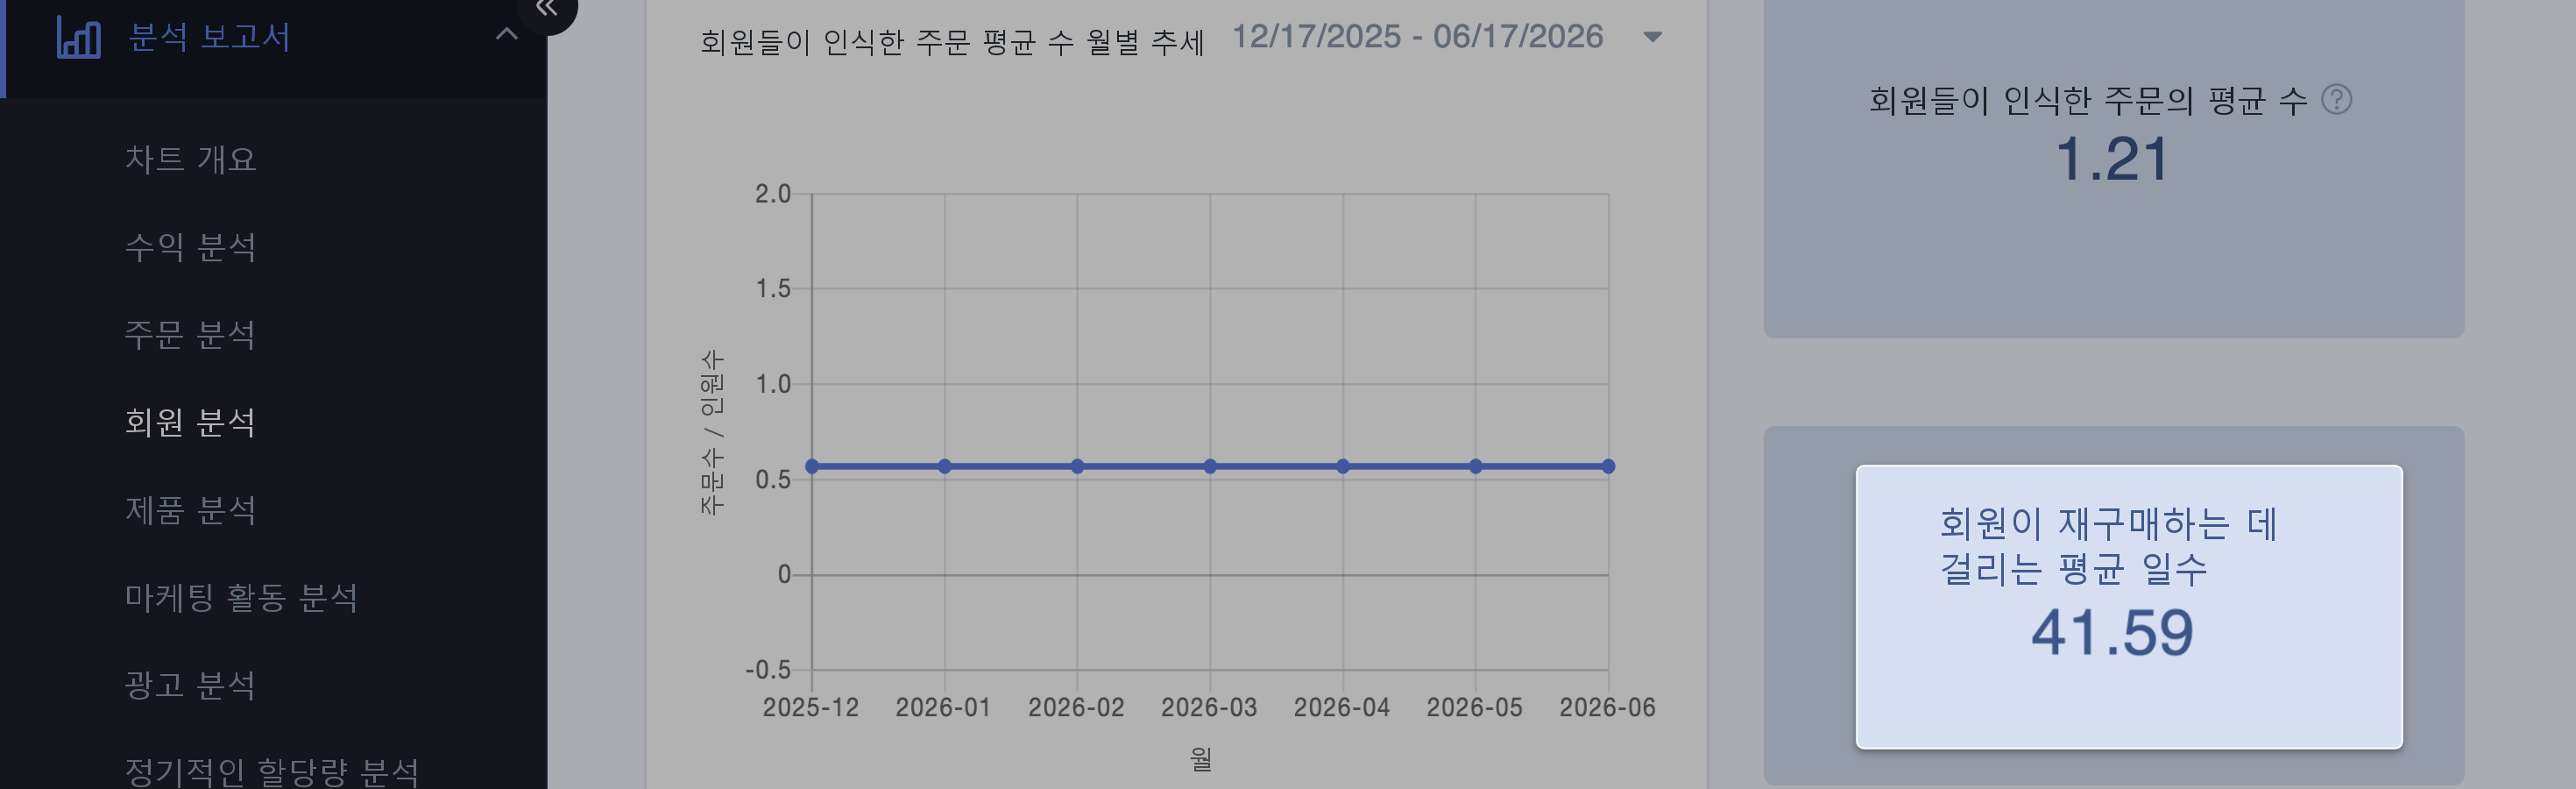 분석 보고서
차트 개요
수익 분석
주문 분석
회원 분석
제품 분석
마케팅 활동 분석
광고 분석
정기적인 할당량 분석
회원들이 인식한 주문 평균 수 월별 추세
12/17/2025 - 06/17/2026
주문수 / 인원수
2.0
1.5
1.0
0.5
0
-0.5
2025-12 2026-01 2026-02 2026-03 2026-04 2026-05 2026-06
월
회원들이 인식한 주문의 평균 수 ?
1.21
회원이 재구매하는 데
걸리는 평균 일수
41.59